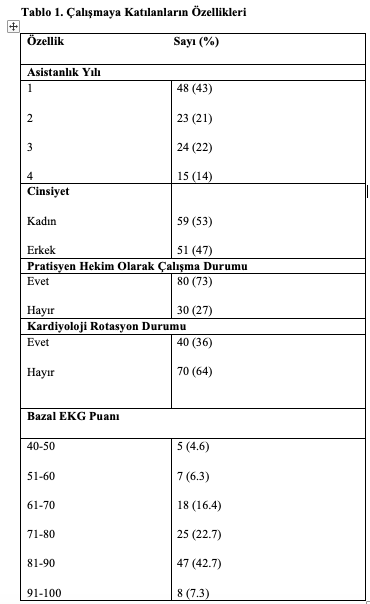 Tablo 1. Çalışmaya Katılanların Özellikleri
Özellik Sayı (%)
Asistanlık Yılı
1 48 (43)
2 23 (21)
3 24 (22)
4 15 (14)
Cinsiyet
Kadın 59 (53)
Erkek 51 (47)
Pratisyen Hekim Olarak Çalışma Durumu
Evet 80 (73)
Hayır 30 (27)
Kardiyoloji Rotasyon Durumu
Evet 40 (36)
Hayır 70 (64)
Bazal EKG Puanı
40-50 5 (4.6)
51-60 7 (6.3)
61-70 18 (16.4)
71-80 25 (22.7)
81-90 47 (42.7)
91-100 8 (7.3)